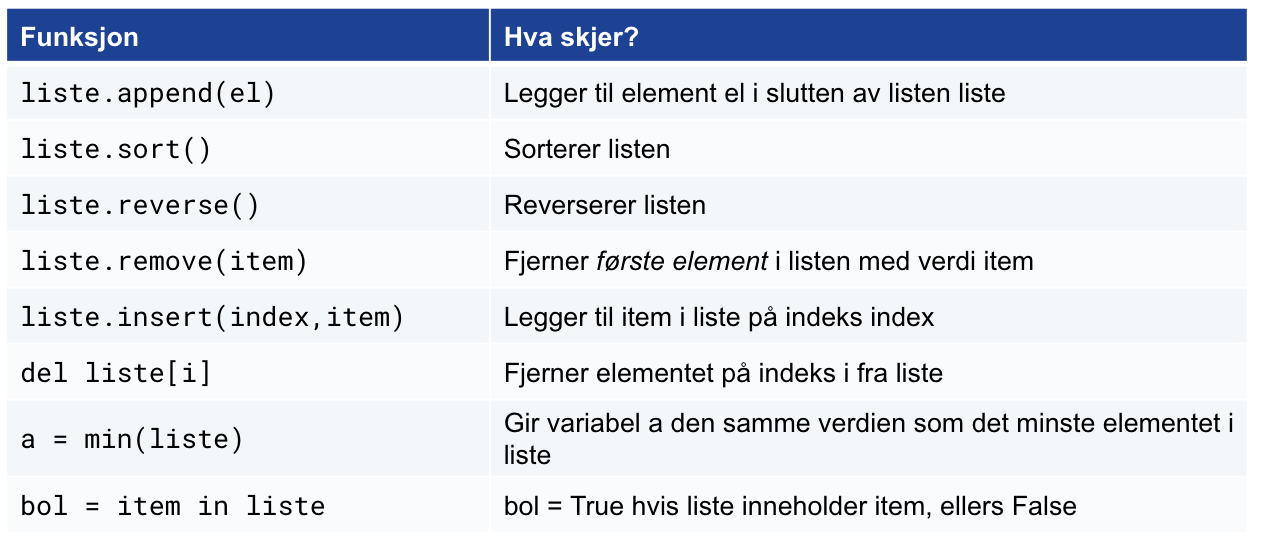 Funksjon
Hva skjer?
liste.append(el)
Legger til element el i slutten av listen liste
liste.sort()
Sorterer listen
liste.reverse()
Reverserer listen
liste.remove(item)
Fjerner første element i listen med verdi item
liste.insert(index,item)
Legger til item i liste på indeks index
del liste[i]
Fjerner elementet på indeks i fra liste
a = min(liste)
Gir variabel a den samme verdien som det minste elementet i
liste
bol = item in liste
bol = True hvis liste inneholder item, ellers False